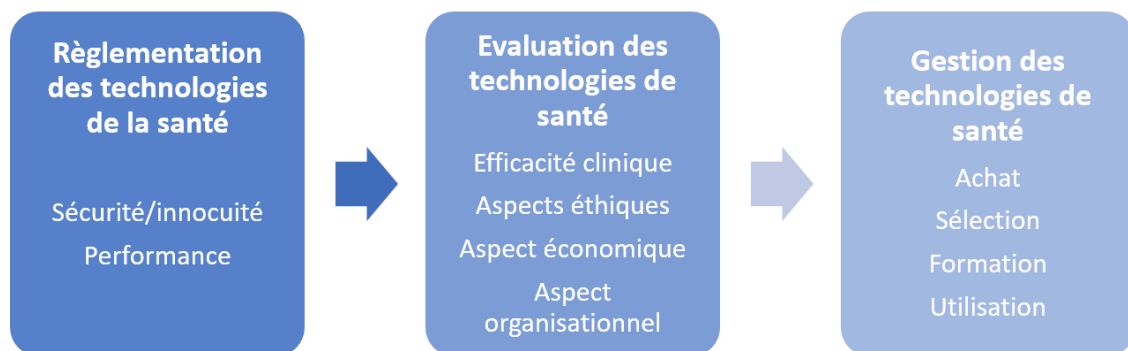 Règlementation
des technologies
de la santé
Sécurité/innocuité
Performance
Evaluation des
technologies de
santé
Efficacité clinique
Aspects éthiques
Aspect économique
Aspect
organisationnel
Gestion des
technologies de
santé
Achat
Sélection
Formation
Utilisation